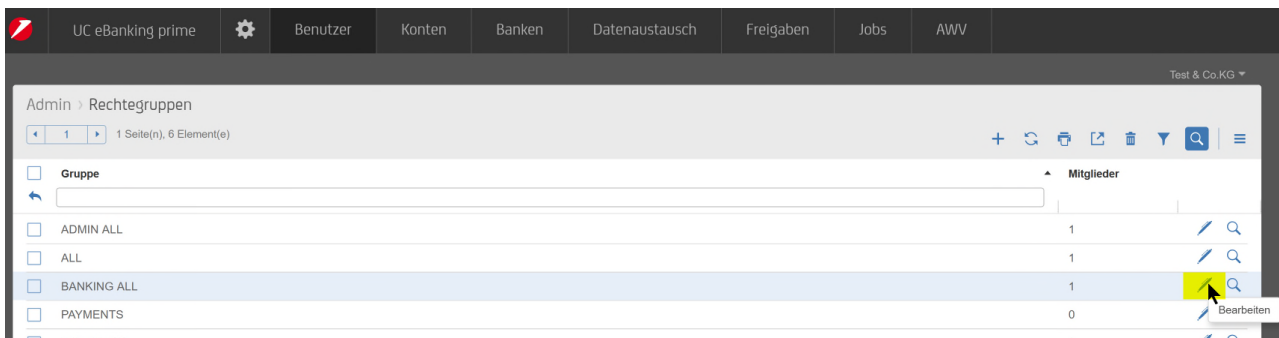 UC eBanking prime Benutzer Konten Banken Datenaustausch Freigaben Jobs AWV
Test & Co.KG
Admin › Rechtegruppen
1 1 Seite(n), 6 Element(e)
Gruppe Mitglieder
ADMIN ALL 1
ALL 1
BANKING ALL 1
Bearbeiten
PAYMENTS 0